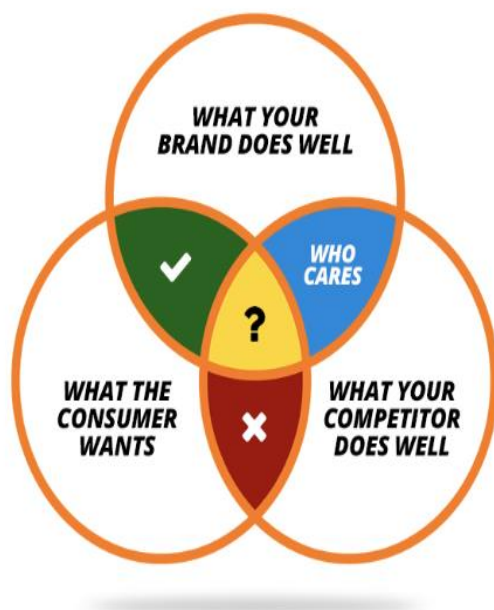 WHAT YOUR
BRAND DOES WELL
WHO
CARES
?
WHAT THE
CONSUMER
WANTS
WHAT YOUR
COMPETITOR
DOES WELL